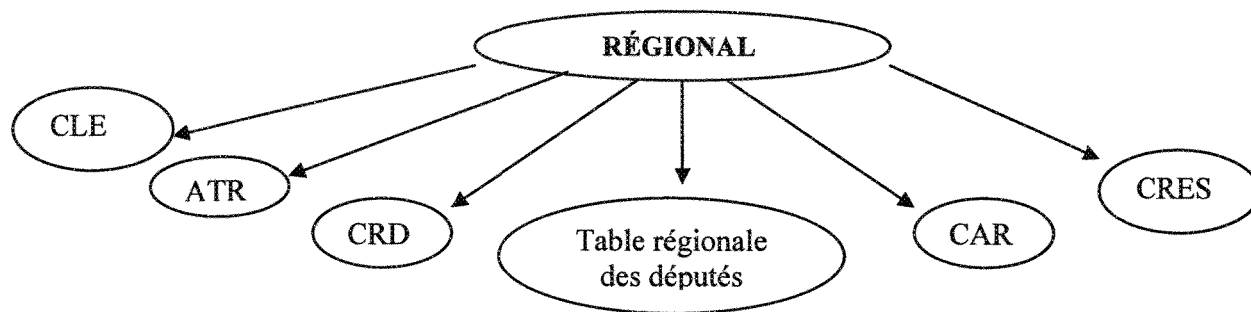 RÉGIONAL
CLE
ATR
CRD
Table régionale
des députés
CAR
CRES